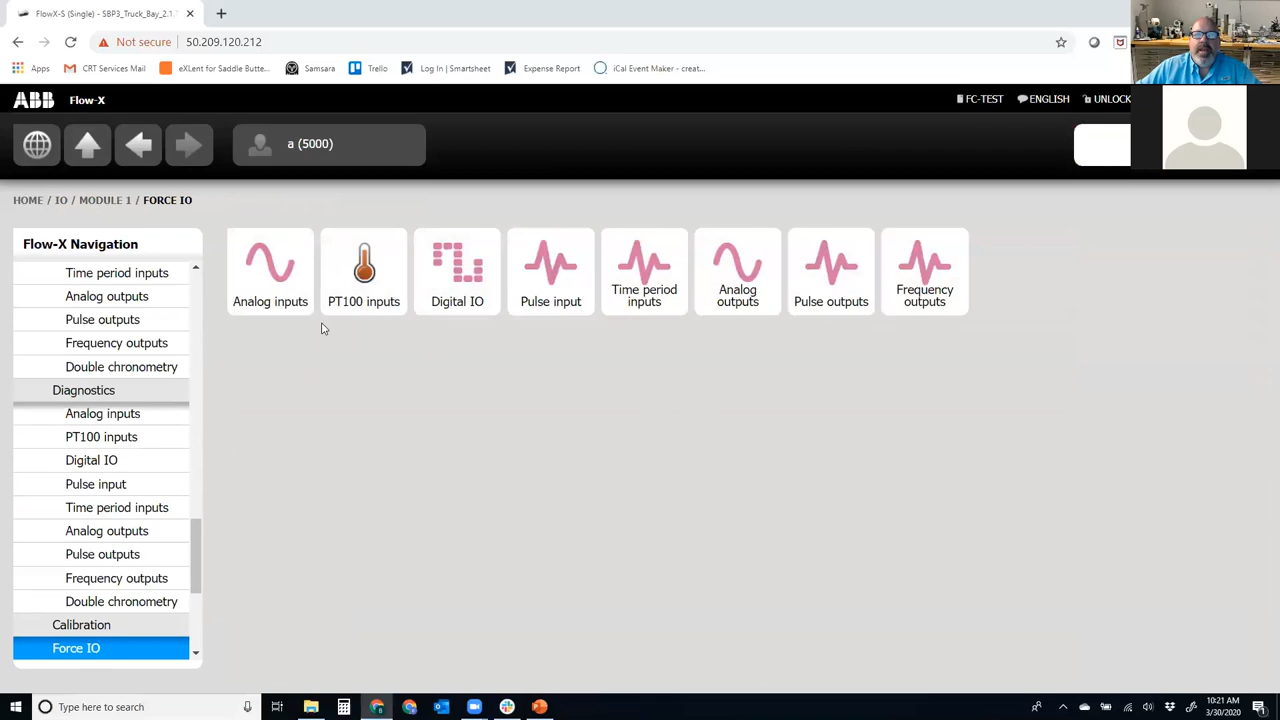 FlowX-S (Single) - SBP3_Truck_Bay_2.1.
Not secure | 50.209.120.212
Apps
CRT Services Mail
eXLent for Saddle Butte...
Samsara
Trello
Log In | Smartsheet
Expense Report
iCal Event Maker - creat...
ABB
Flow-X
FC-TEST
ENGLISH
UNLOCK
a (5000)
HOME / IO / MODULE 1 / FORCE IO
Flow-X Navigation
Time period inputs
Analog outputs
Pulse outputs
Frequency outputs
Double chronometry
Diagnostics
Analog inputs
PT100 inputs
Digital IO
Pulse input
Time period inputs
Analog outputs
Pulse outputs
Frequency outputs
Double chronometry
Calibration
Force IO
Analog inputs
PT100 inputs
Digital IO
Pulse input
Time period
inputs
Analog
outputs
Pulse outputs
Frequency
outputs
Type here to search
10:21 AM
3/30/2020